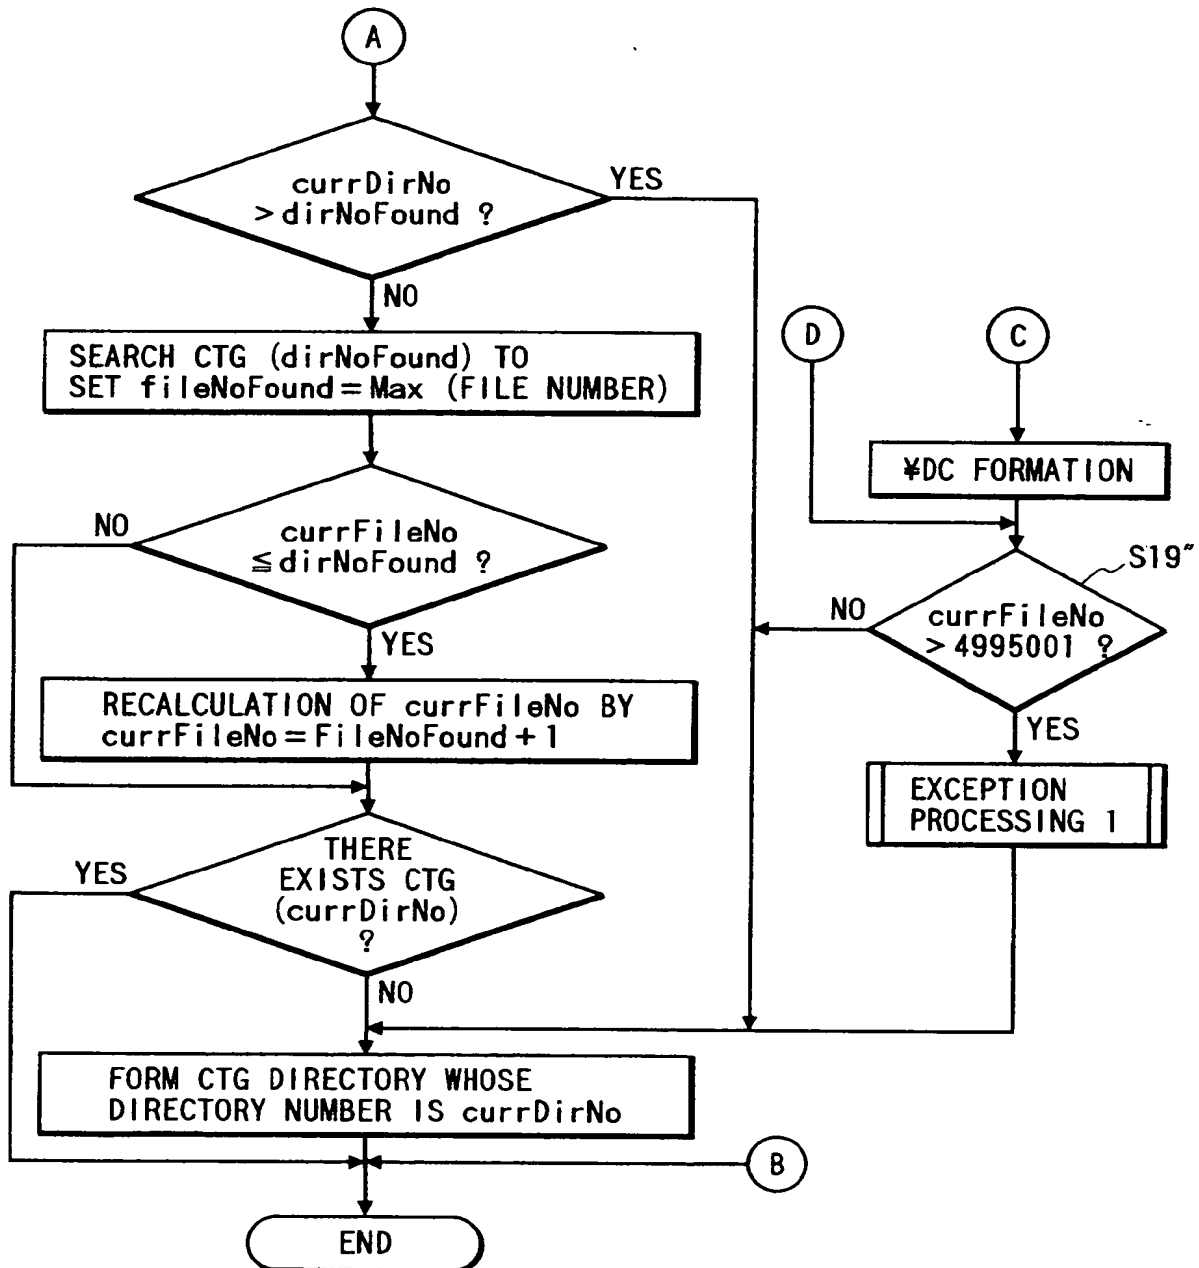 A
currDirNo
> dirNoFound ?
YES
NO
SEARCH CTG (dirNoFound) TO
SET fileNoFound = Max (FILE NUMBER)
D
C
¥DC FORMATION
NO
currFileNo
≦ dirNoFound ?
YES
S19"
NO
currFileNo
> 4995001 ?
YES
RECALCULATION OF currFileNo BY
currFileNo = FileNoFound + 1
EXCEPTION
PROCESSING 1
YES
THERE
EXISTS CTG
(currDirNo)
?
NO
FORM CTG DIRECTORY WHOSE
DIRECTORY NUMBER IS currDirNo
B
END